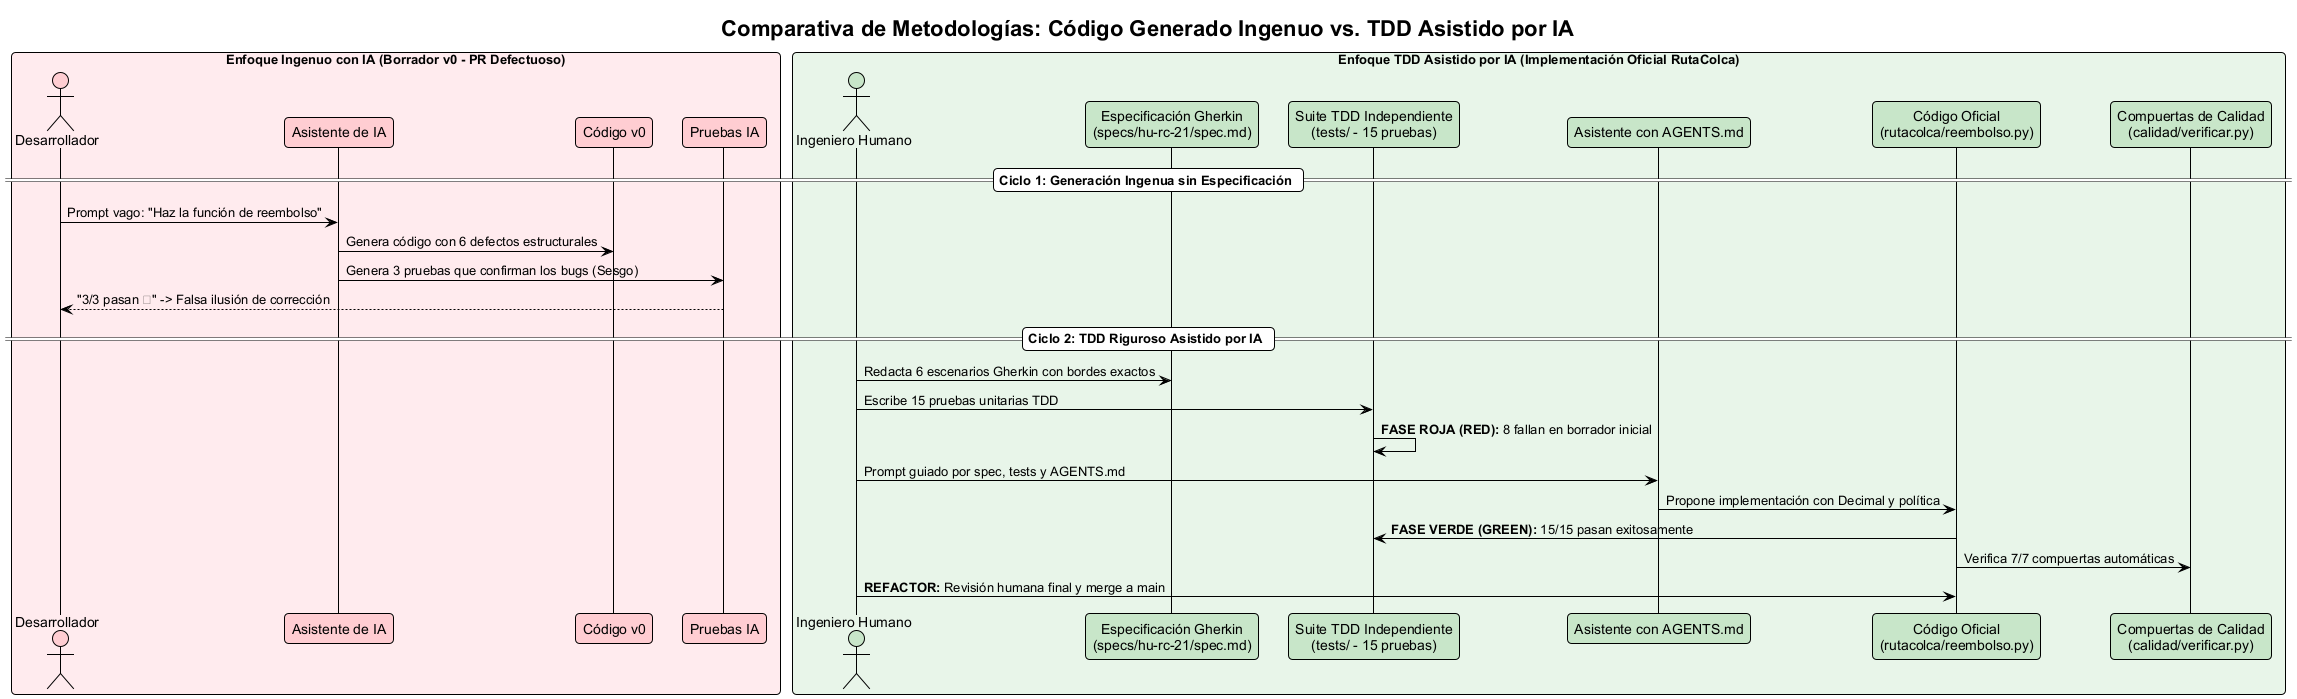 Comparativa de Metodologías: Código Generado Ingenuo vs. TDD Asistido por IA
Enfoque Ingenuo con IA (Borrador v0 - PR Defectuoso)
Enfoque TDD Asistido por IA (Implementación Oficial RutaColca)
Desarrollador
Asistente de IA
Código v0
Pruebas IA
Ingeniero Humano
Especificación Gherkin
(specs/hu-rc-21/spec.md)
Suite TDD Independiente
(tests/ - 15 pruebas)
Asistente con AGENTS.md
Código Oficial
(rutacolca/reembolso.py)
Compuertas de Calidad
(calidad/verificar.py)
Ciclo 1: Generación Ingenua sin Especificación
Prompt vago: "Haz la función de reembolso"
Genera código con 6 defectos estructurales
Genera 3 pruebas que confirman los bugs (Sesgo)
"3/3 pasan □" -> Falsa ilusión de corrección
Ciclo 2: TDD Riguroso Asistido por IA
Redacta 6 escenarios Gherkin con bordes exactos
Escribe 15 pruebas unitarias TDD
FASE ROJA (RED): 8 fallan en borrador inicial
Prompt guiado por spec, tests y AGENTS.md
Propone implementación con Decimal y política
FASE VERDE (GREEN): 15/15 pasan exitosamente
Verifica 7/7 compuertas automáticas
REFACTOR: Revisión humana final y merge a main
Desarrollador
Asistente de IA
Código v0
Pruebas IA
Ingeniero Humano
Especificación Gherkin
(specs/hu-rc-21/spec.md)
Suite TDD Independiente
(tests/ - 15 pruebas)
Asistente con AGENTS.md
Código Oficial
(rutacolca/reembolso.py)
Compuertas de Calidad
(calidad/verificar.py)